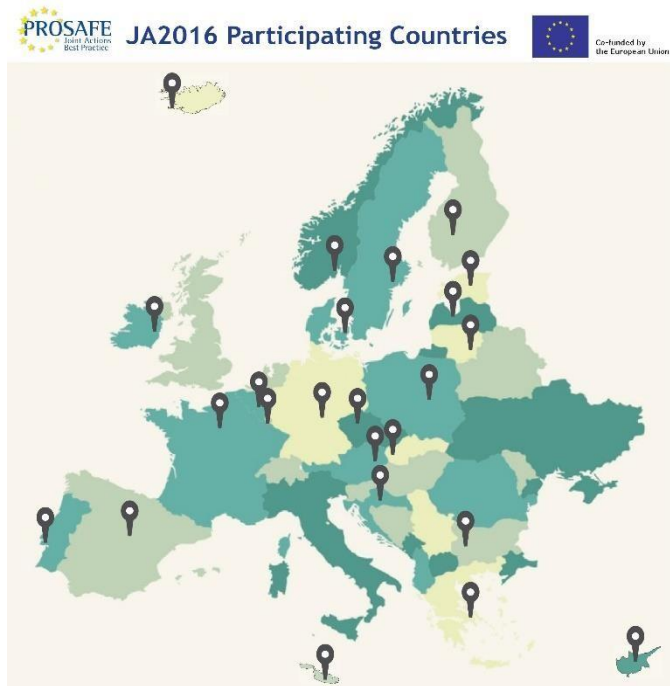 PROSAFE
Joint Actions
Best Practice
JA2016 Participating Countries
Co-funded by
the European Union